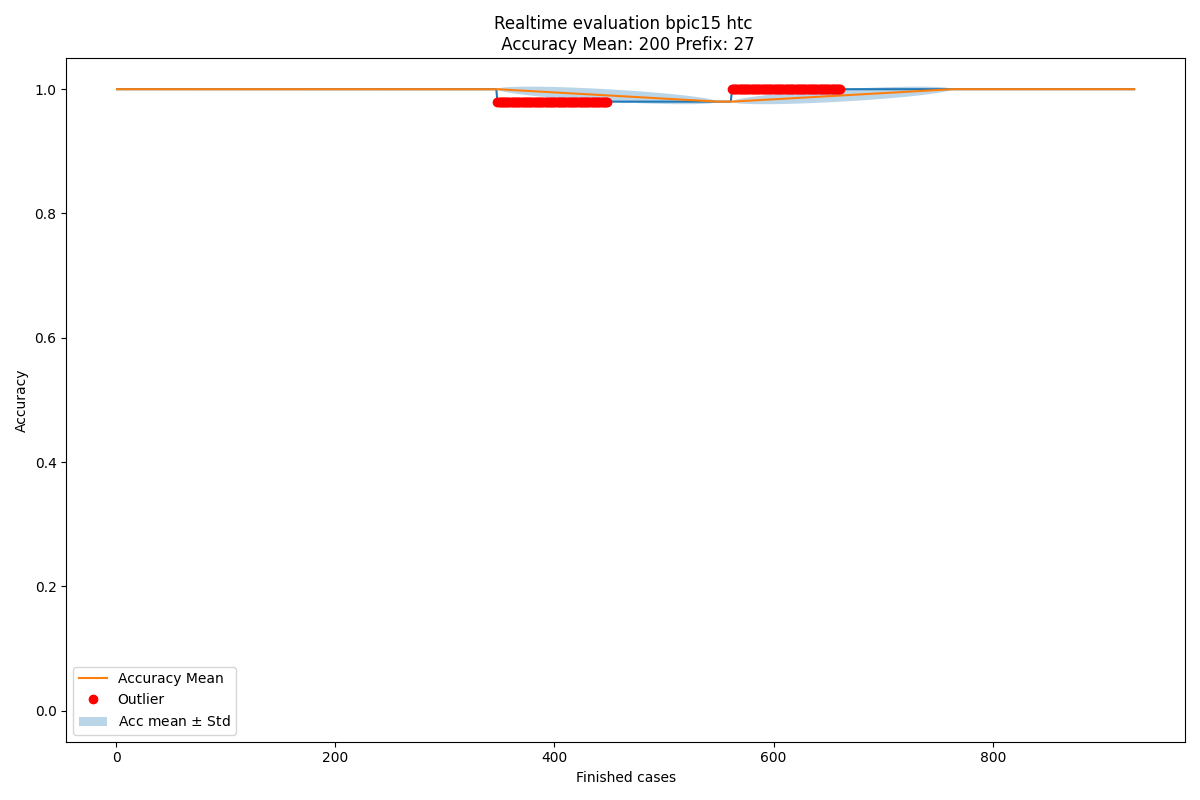 Realtime evaluation bpic15 htc
Accuracy Mean: 200 Prefix: 27
1.0
0.8
0.6
0.4
0.2
0.0
Accuracy
Accuracy Mean
Outlier
Acc mean ± Std
0
200
400
600
800
Finished cases